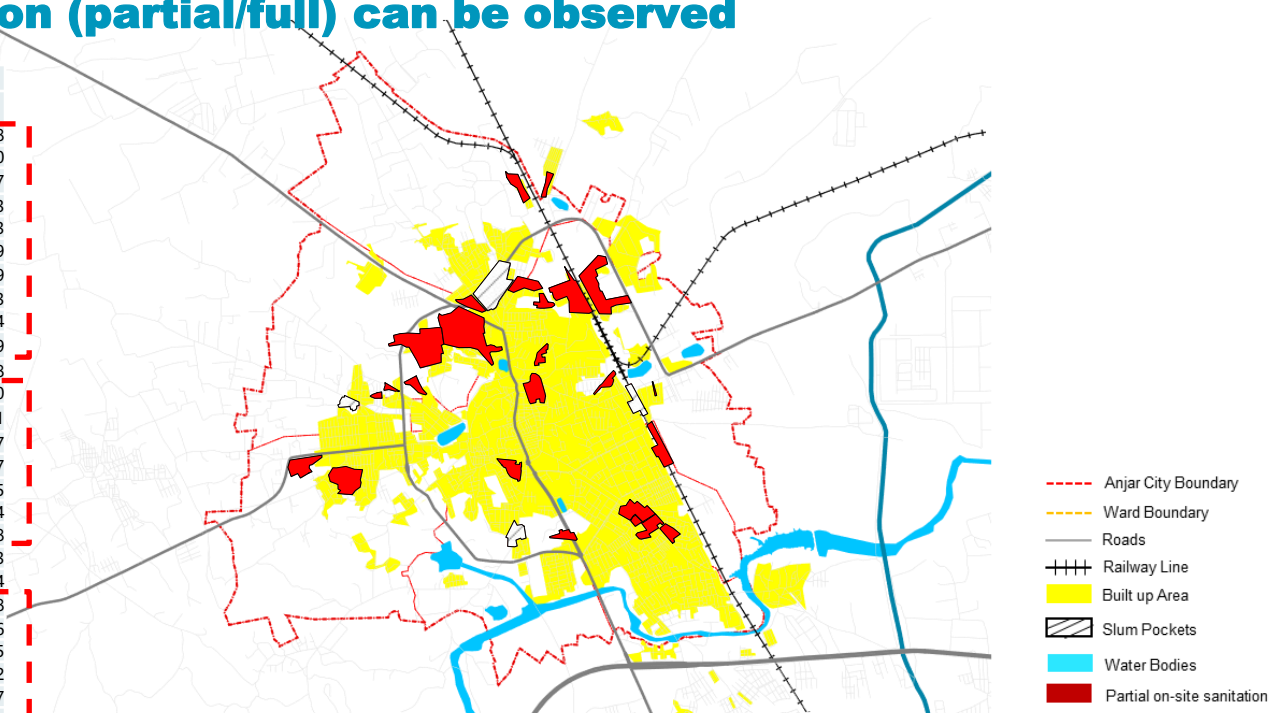 on (partial/full) can be observed
Anjar City Boundary
Ward Boundary
Roads
Railway Line
Built up Area
Slum Pockets
Water Bodies
Partial on-site sanitation